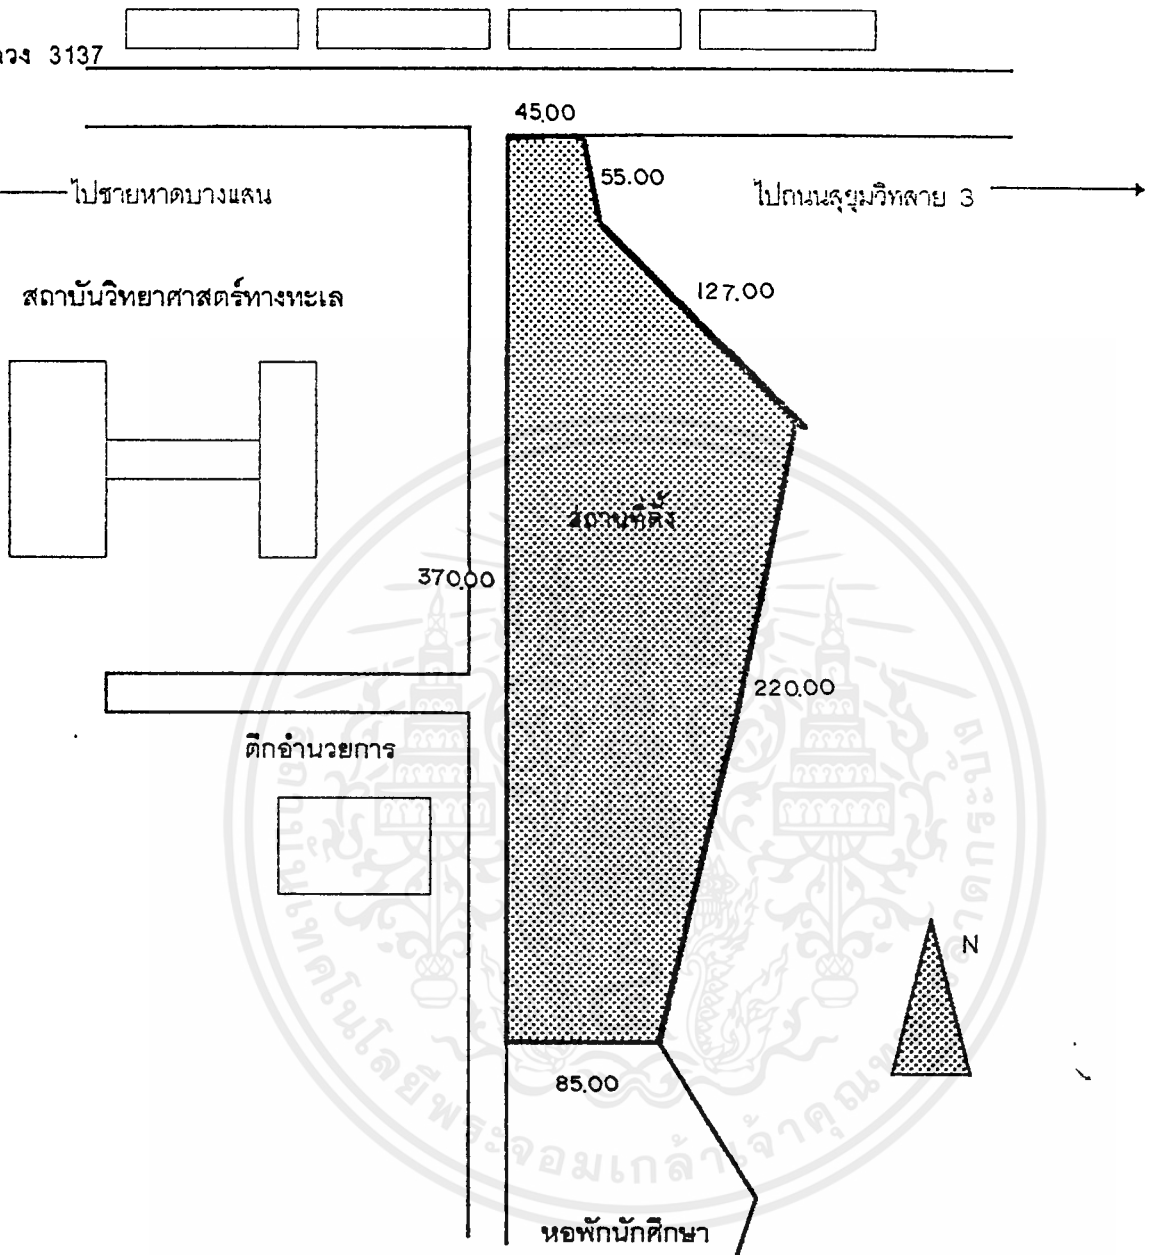 3137
45.00
55.00
ไปชายหาดบางแสน
ไปถนนสุขุมวิทสาย 3
127.00
สถาบันวิทยาศาสตร์ทางทะเล
สถานที่ตั้ง
370.00
220.00
ตึกอำนวยการ
N
85.00
หอพักนักศึกษา